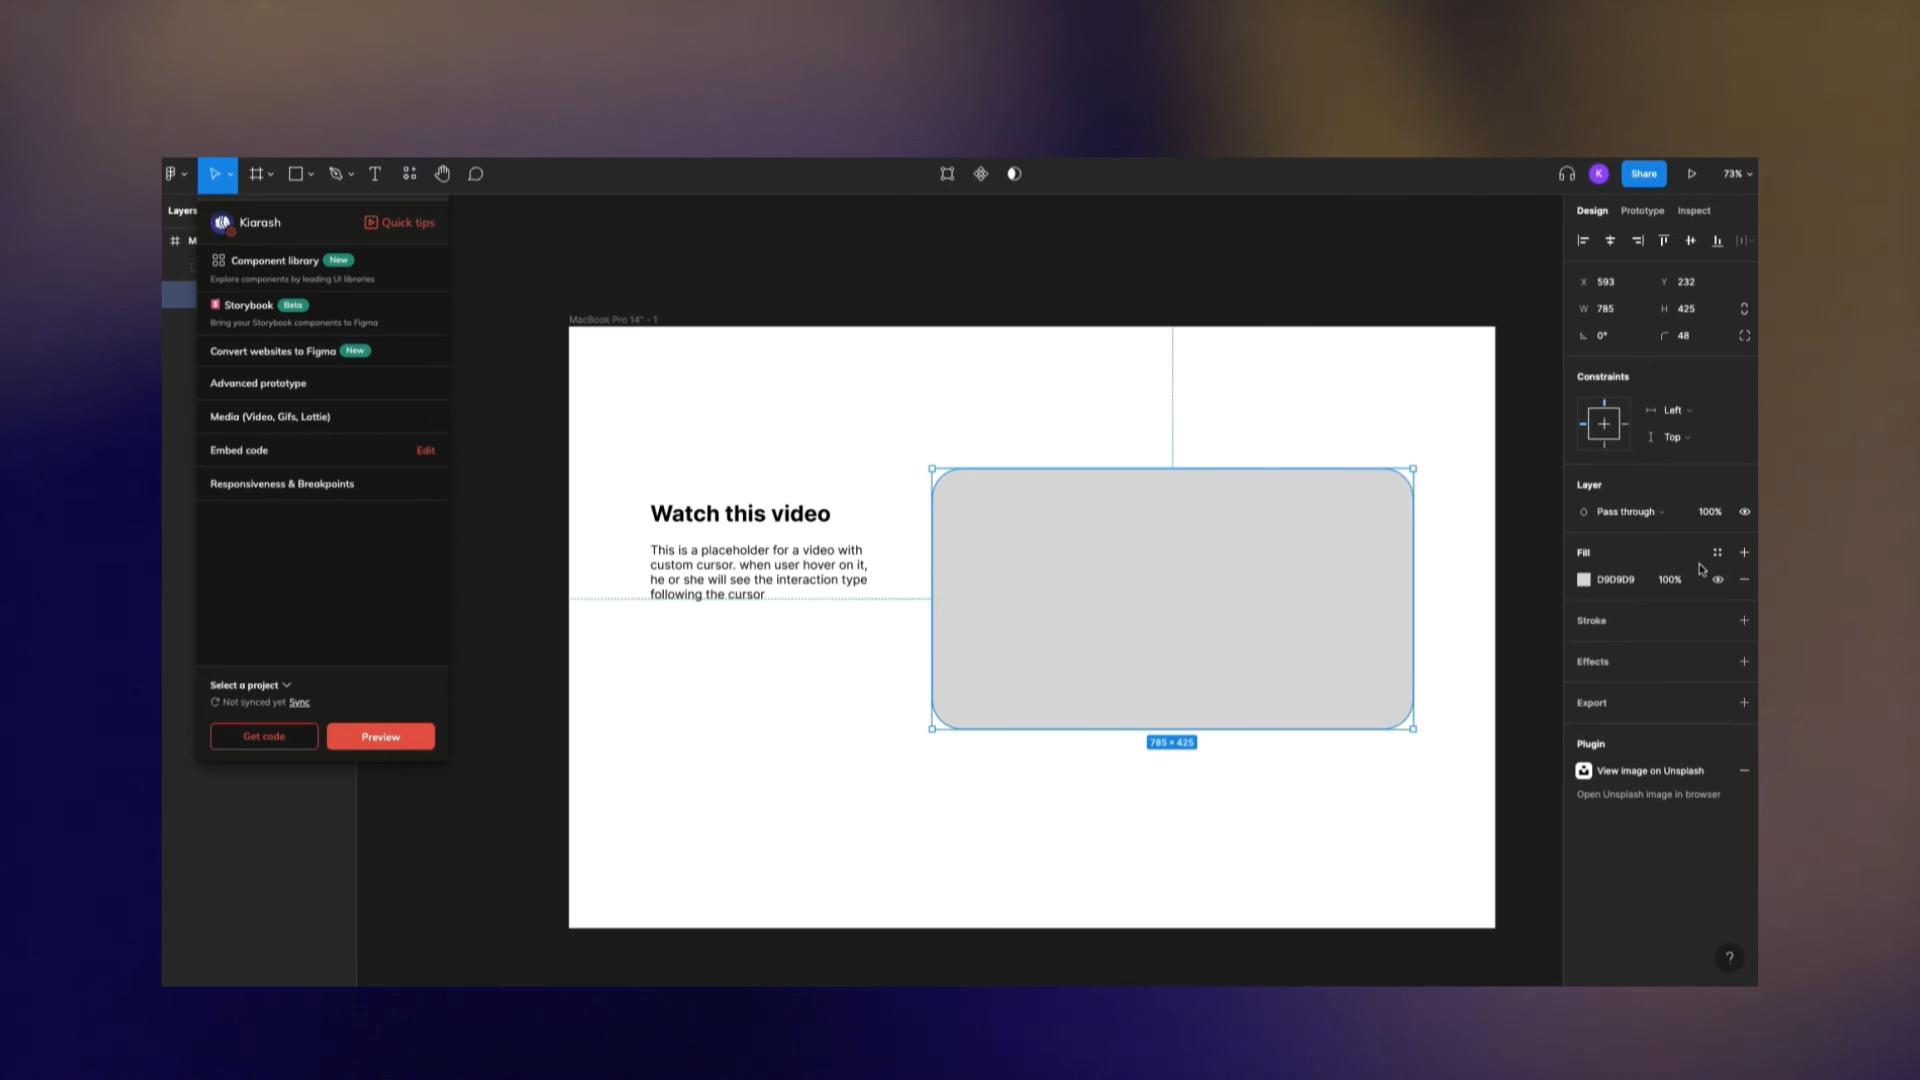 K
Share
73%
Layers
Kiarash
Quick tips
Design
Prototype
Inspect
M
Component library
New
Explore components by leading UI libraries
Storybook
Beta
Bring your Storybook components to Figma
Convert websites to Figma
New
Advanced prototype
Media (Video, Gifs, Lottie)
Embed code
Edit
Responsiveness & Breakpoints
Select a project
Not synced yet Sync
Get code
Preview
MacBook Pro 14" - 1
Watch this video
This is a placeholder for a video with
custom cursor. when user hover on it,
he or she will see the interaction type
following the cursor
785 × 425
X 593
Y 232
W 785
H 425
0°
48
Constraints
Left
Top
Layer
Pass through
100%
Fill
D9D9D9
100%
Stroke
Effects
Export
Plugin
View image on Unsplash
Open Unsplash image in browser
?